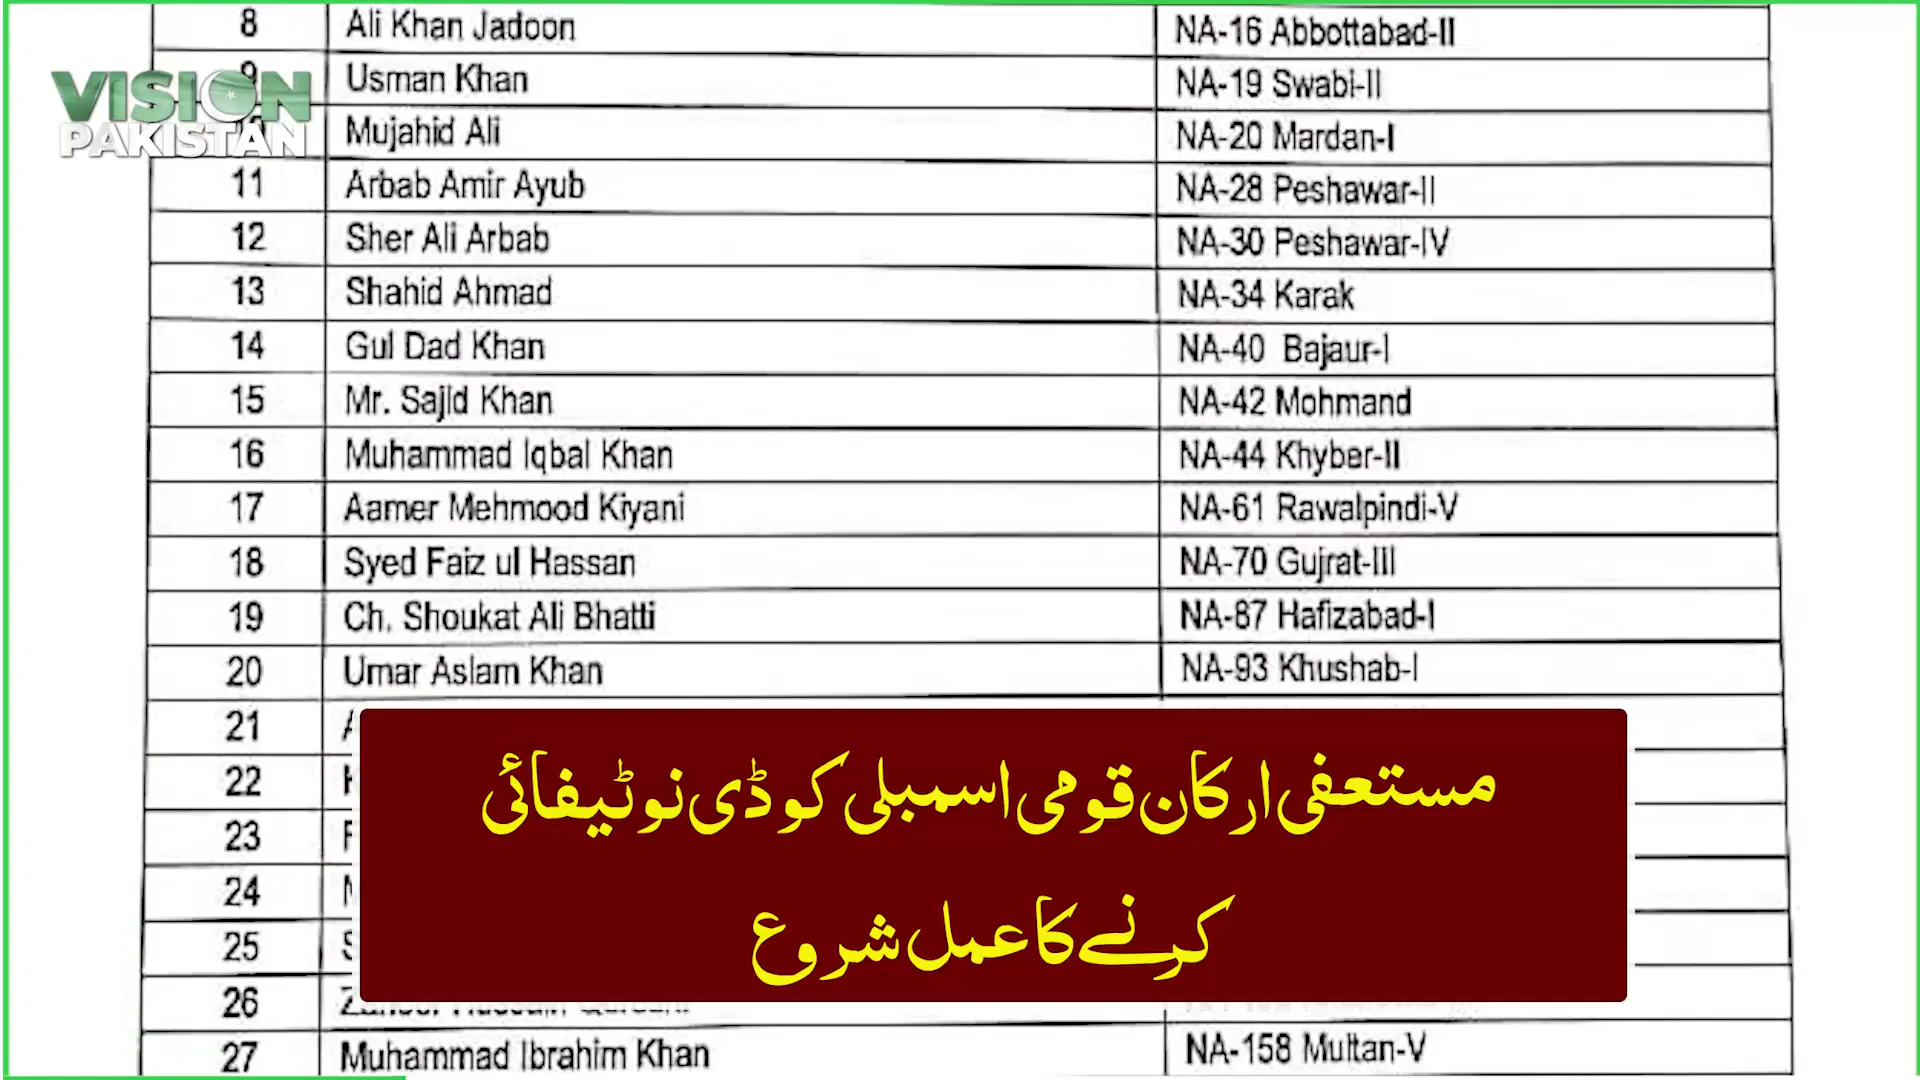 8 Ali Khan Jadoon NA-16 Abbottabad-II
9 Usman Khan NA-19 Swabi-II
VISION
PAKISTAN
10 Mujahid Ali NA-20 Mardan-I
11 Arbab Amir Ayub NA-28 Peshawar-II
12 Sher Ali Arbab NA-30 Peshawar-IV
13 Shahid Ahmad NA-34 Karak
14 Gul Dad Khan NA-40 Bajaur-I
15 Mr. Sajid Khan NA-42 Mohmand
16 Muhammad Iqbal Khan NA-44 Khyber-II
17 Aamer Mehmood Kiyani NA-61 Rawalpindi-V
18 Syed Faiz ul Hassan NA-70 Gujrat-III
19 Ch. Shoukat Ali Bhatti NA-87 Hafizabad-I
20 Umar Aslam Khan NA-93 Khushab-I
21
22
23
24
25
26
27 Muhammad Ibrahim Khan NA-158 Multan-V
مستعفی ارکان قومی اسمبلی کو ڈی نوٹیفائی
کرنے کا عمل شروع